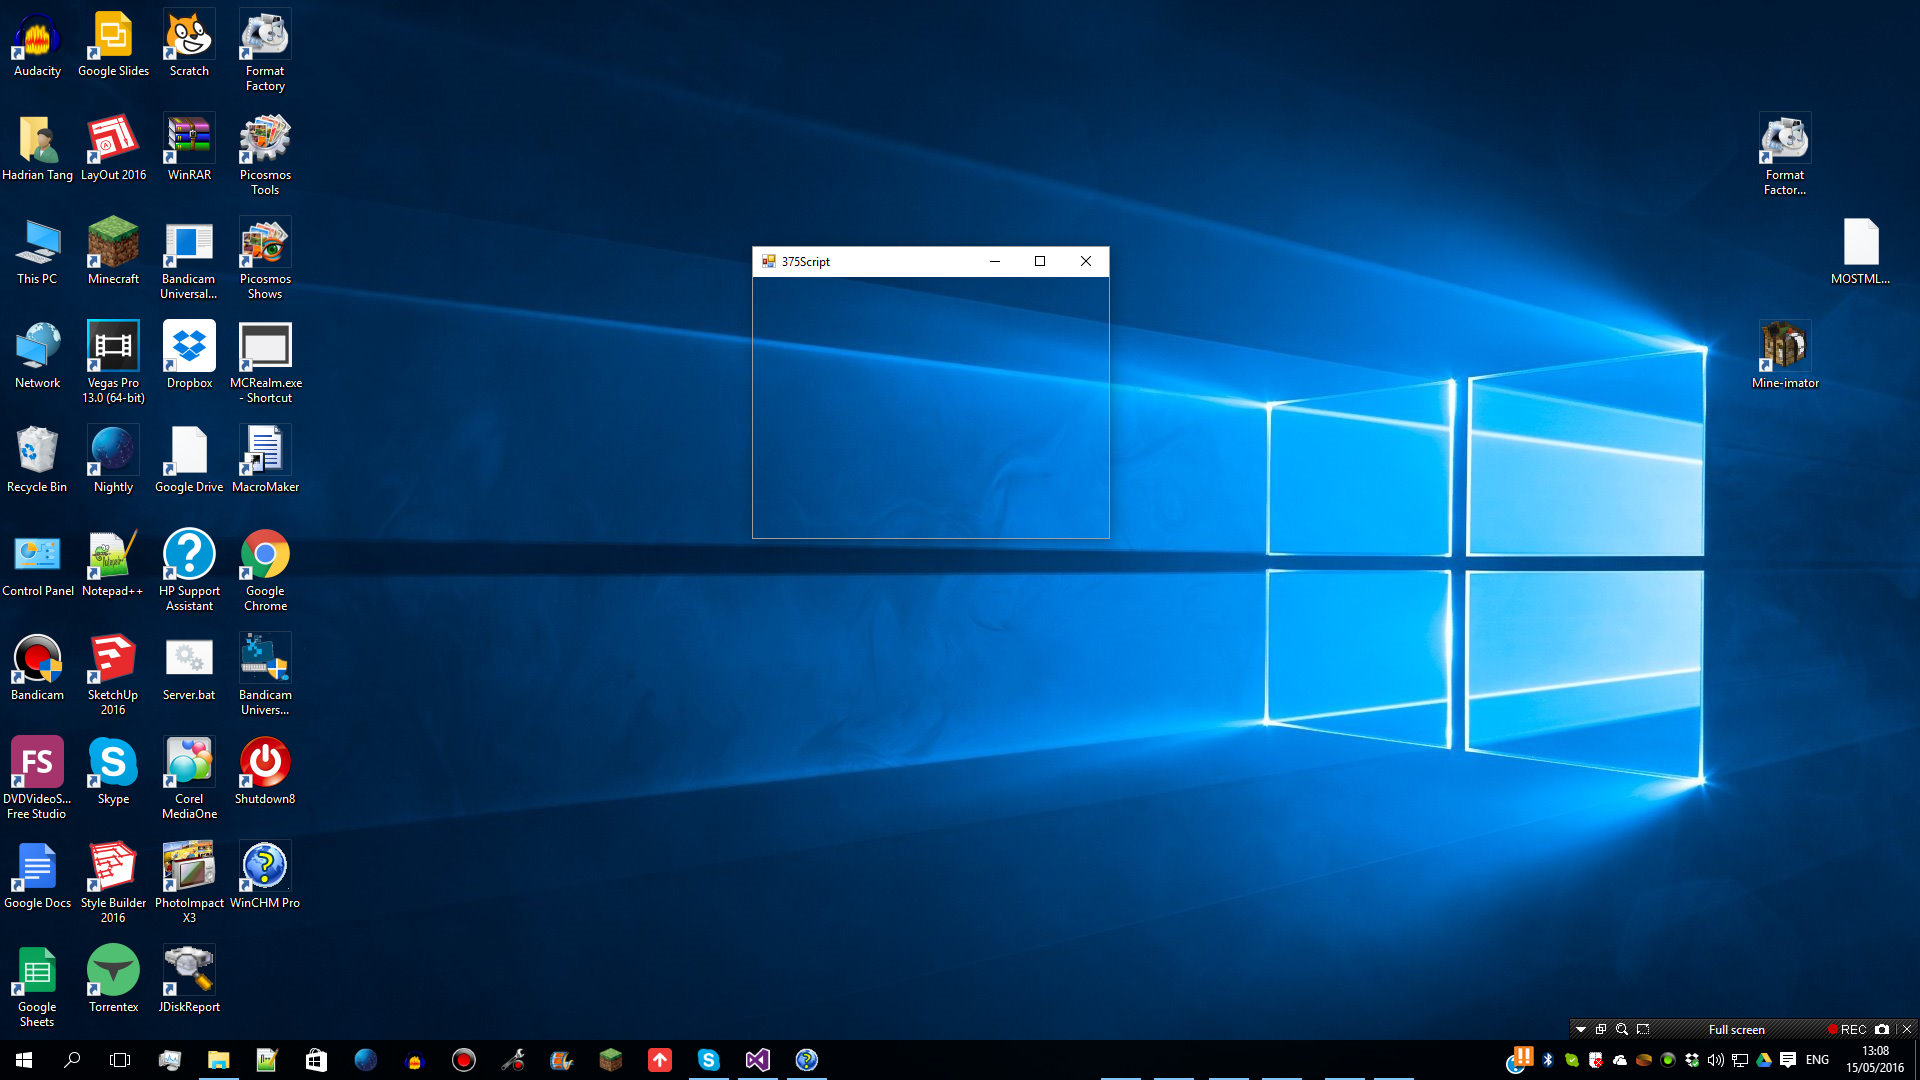 Audacity
Google Slides
Scratch
Format
Factory
Hadrian Tang
LayOut 2016
WinRAR
Picosmos
Tools
Format
Factor...
This PC
Minecraft
Bandicam
Universal...
Picosmos
Shows
375Script
MOSTML...
Network
Vegas Pro
13.0 (64-bit)
Dropbox
MCRealm.exe
- Shortcut
Mine-imator
Recycle Bin
Nightly
Google Drive
MacroMaker
Control Panel
Notepad++
HP Support
Assistant
Google
Chrome
Bandicam
SketchUp
2016
Server.bat
Bandicam
Univers...
FS
DVDVideoS...
Free Studio
Skype
Corel
MediaOne
Shutdown8
Google Docs
Style Builder
2016
PhotoImpact
X3
WinCHM Pro
Google
Sheets
Torrentex
JDiskReport
Full screen
REC
ENG
13:08
15/05/2016